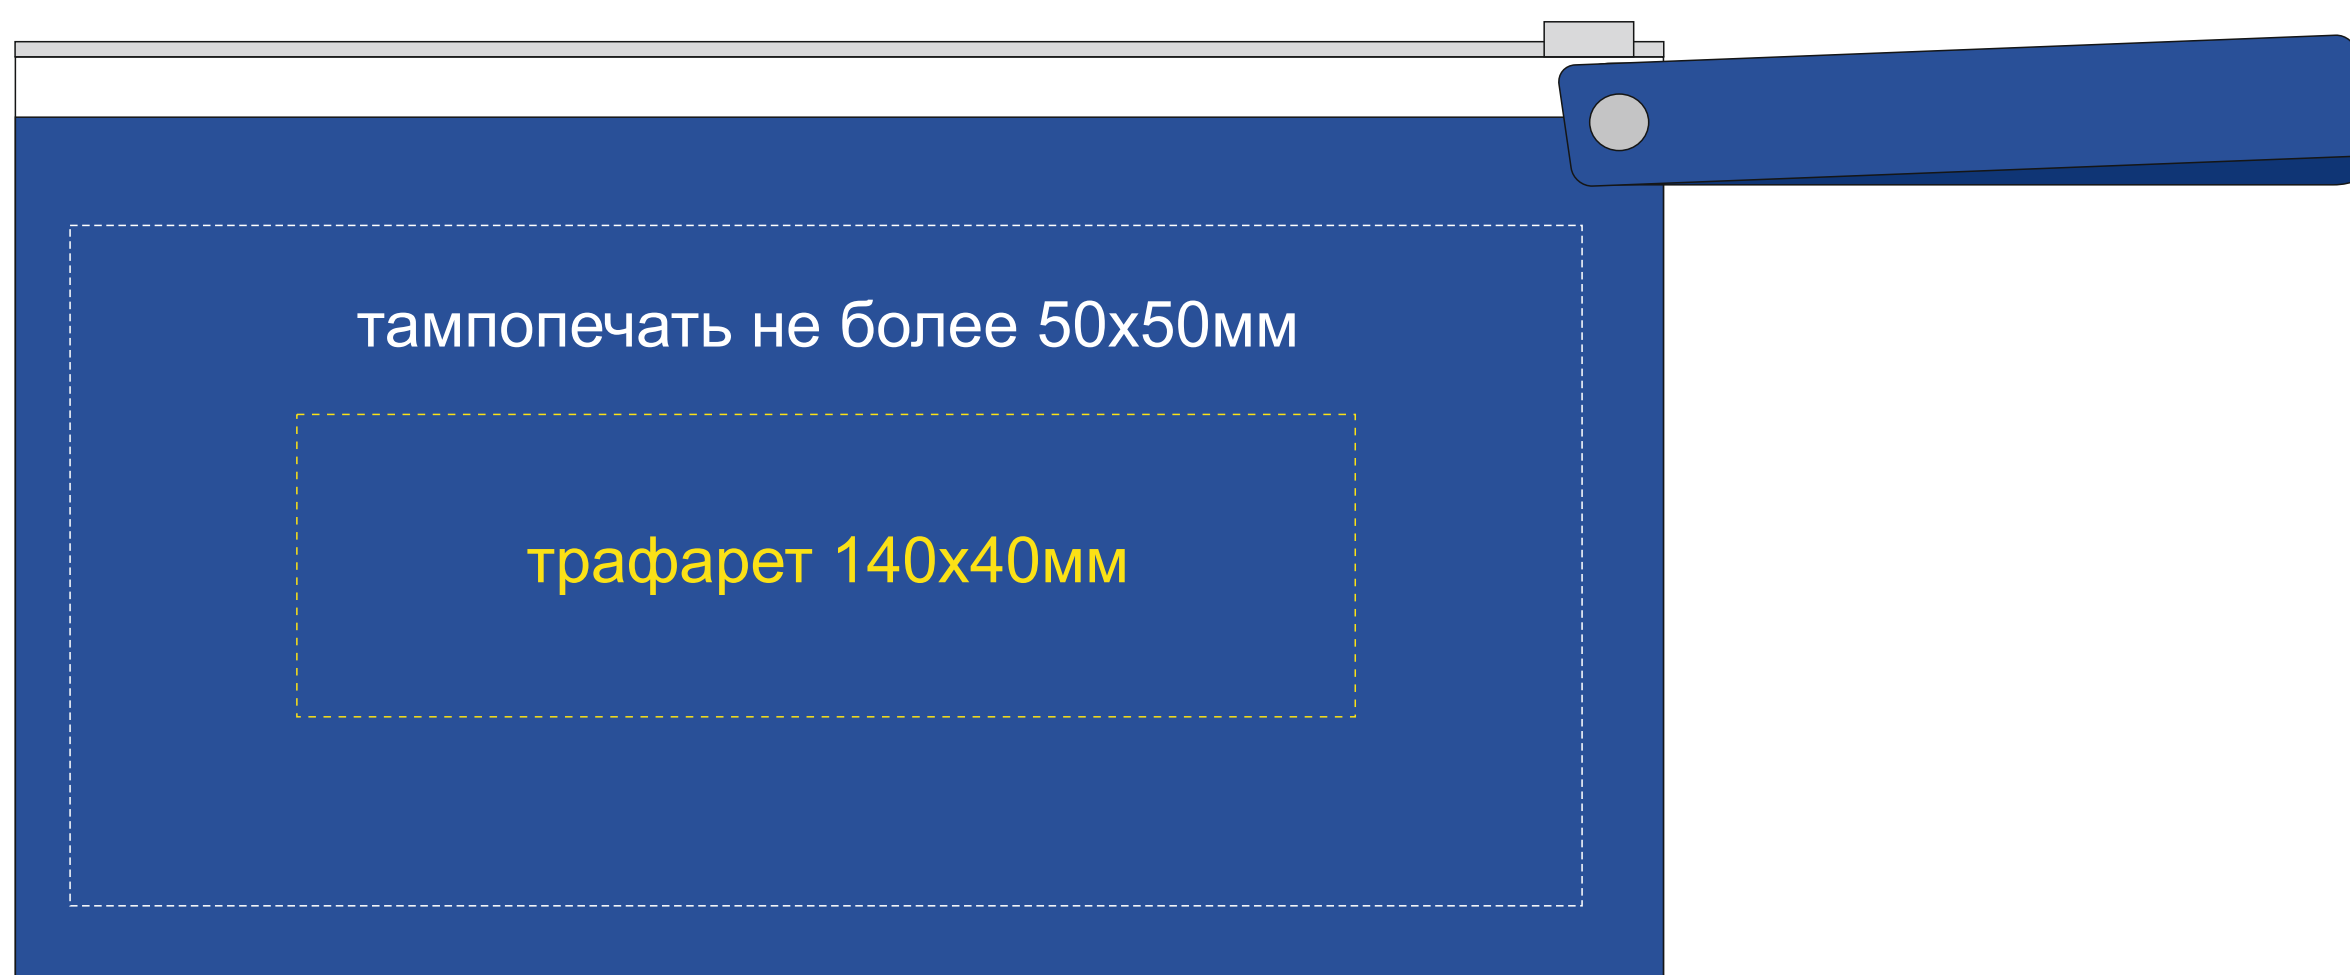 тампопечать не более 50х50мм
трафарет 140х40мм